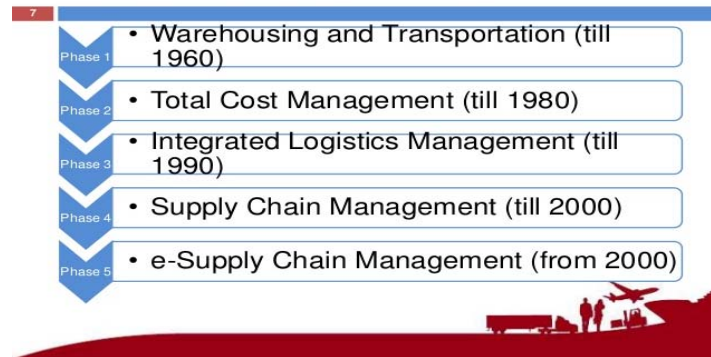 7
Phase 1
• Warehousing and Transportation (till
1960)
Phase 2
• Total Cost Management (till 1980)
Phase 3
• Integrated Logistics Management (till
1990)
Phase 4
• Supply Chain Management (till 2000)
Phase 5
• e-Supply Chain Management (from 2000)